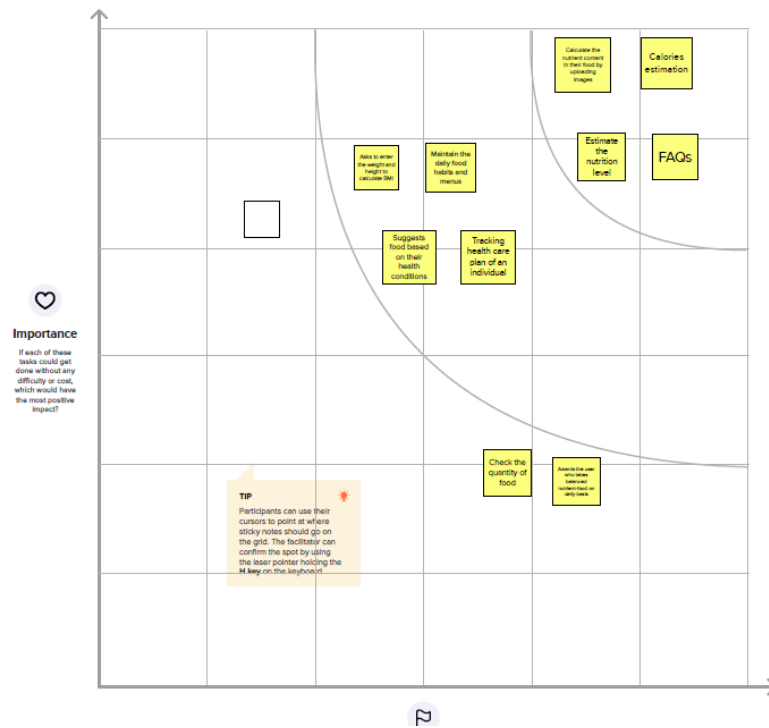 Calculate the
nutrient content
in their food by
uploading
images
Calories
estimation
Estimate
the
nutrition
level
FAQs
Asks to enter
the weight and
height to
calculate BMI
Maintain the
daily food
habits and
menus
Suggests
food based
on their
health
conditions
Tracking
health care
plan of an
individual
Importance
If each of these
tasks could get
done without any
difficulty or cost,
which would have
the most positive
impact?
Check the
quantity of
food
Awards the user
who takes
balanced
nutrient food on
daily basis
TIP
Participants can use their
cursors to point at where
sticky notes should go on
the grid. The facilitator can
confirm the spot by using
the laser pointer holding the
H key on the keyboard.